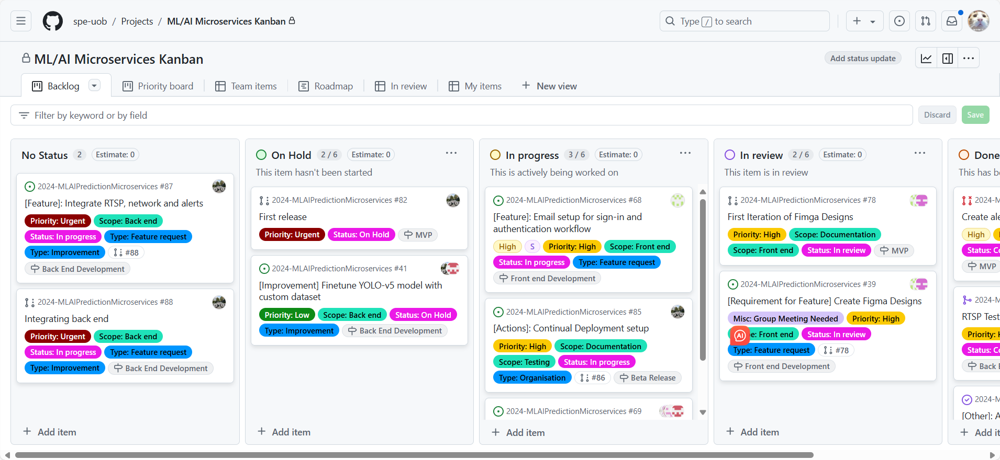 spe-uob / Projects / ML/AI Microservices Kanban
Type / to search
ML/AI Microservices Kanban
Add status update
Backlog
Priority board
Team items
Roadmap
In review
My items
New view
Filter by keyword or by field
Discard
Save
No Status 2 Estimate: 0
2024-MLAIPredictionMicroservices #87
[Feature]: Integrate RTSP, network and alerts
Priority: Urgent Scope: Back end
Status: In progress Type: Feature request
Type: Improvement #88
Back End Development
2024-MLAIPredictionMicroservices #88
Integrating back end
Priority: Urgent Scope: Back end
Status: In progress Type: Feature request
Type: Improvement Back End Development
+ Add item
On Hold 2 / 6 Estimate: 0
This item hasn't been started
2024-MLAIPredictionMicroservices #82
First release
Priority: Urgent Status: On Hold MVP
2024-MLAIPredictionMicroservices #41
[Improvement] Finetune YOLO-v5 model with
custom dataset
Priority: Low Scope: Back end Status: On Hold
Type: Improvement Back End Development
+ Add item
In progress 3 / 6 Estimate: 0
This is actively being worked on
2024-MLAIPredictionMicroservices #68
[Feature]: Email setup for sign-in and
authentication workflow
High S Priority: High Scope: Front end
Status: In progress Type: Feature request
Front end Development
2024-MLAIPredictionMicroservices #85
[Actions]: Continual Deployment setup
Priority: High Scope: Documentation
Scope: Testing Status: In progress
Type: Organisation #86 Beta Release
2024-MLAIPredictionMicroservices #69
+ Add item
In review 2 / 6 Estimate: 0
This item is in review
2024-MLAIPredictionMicroservices #78
First Iteration of Fimga Designs
Priority: High Scope: Documentation
Scope: Front end Status: In review MVP
2024-MLAIPredictionMicroservices #39
[Requirement for Feature] Create Figma Designs
Misc: Group Meeting Needed Priority: High
AI e: Front end Status: In review
Type: Feature request #78
Front end Development
+ Add item
Done
This has b
2024-M
Create ale
High
Status: Co
MVP
2024-M
RTSP Test
Priority: H
Status: Co
Back E
2024-M
[Other]: A
+ Add it